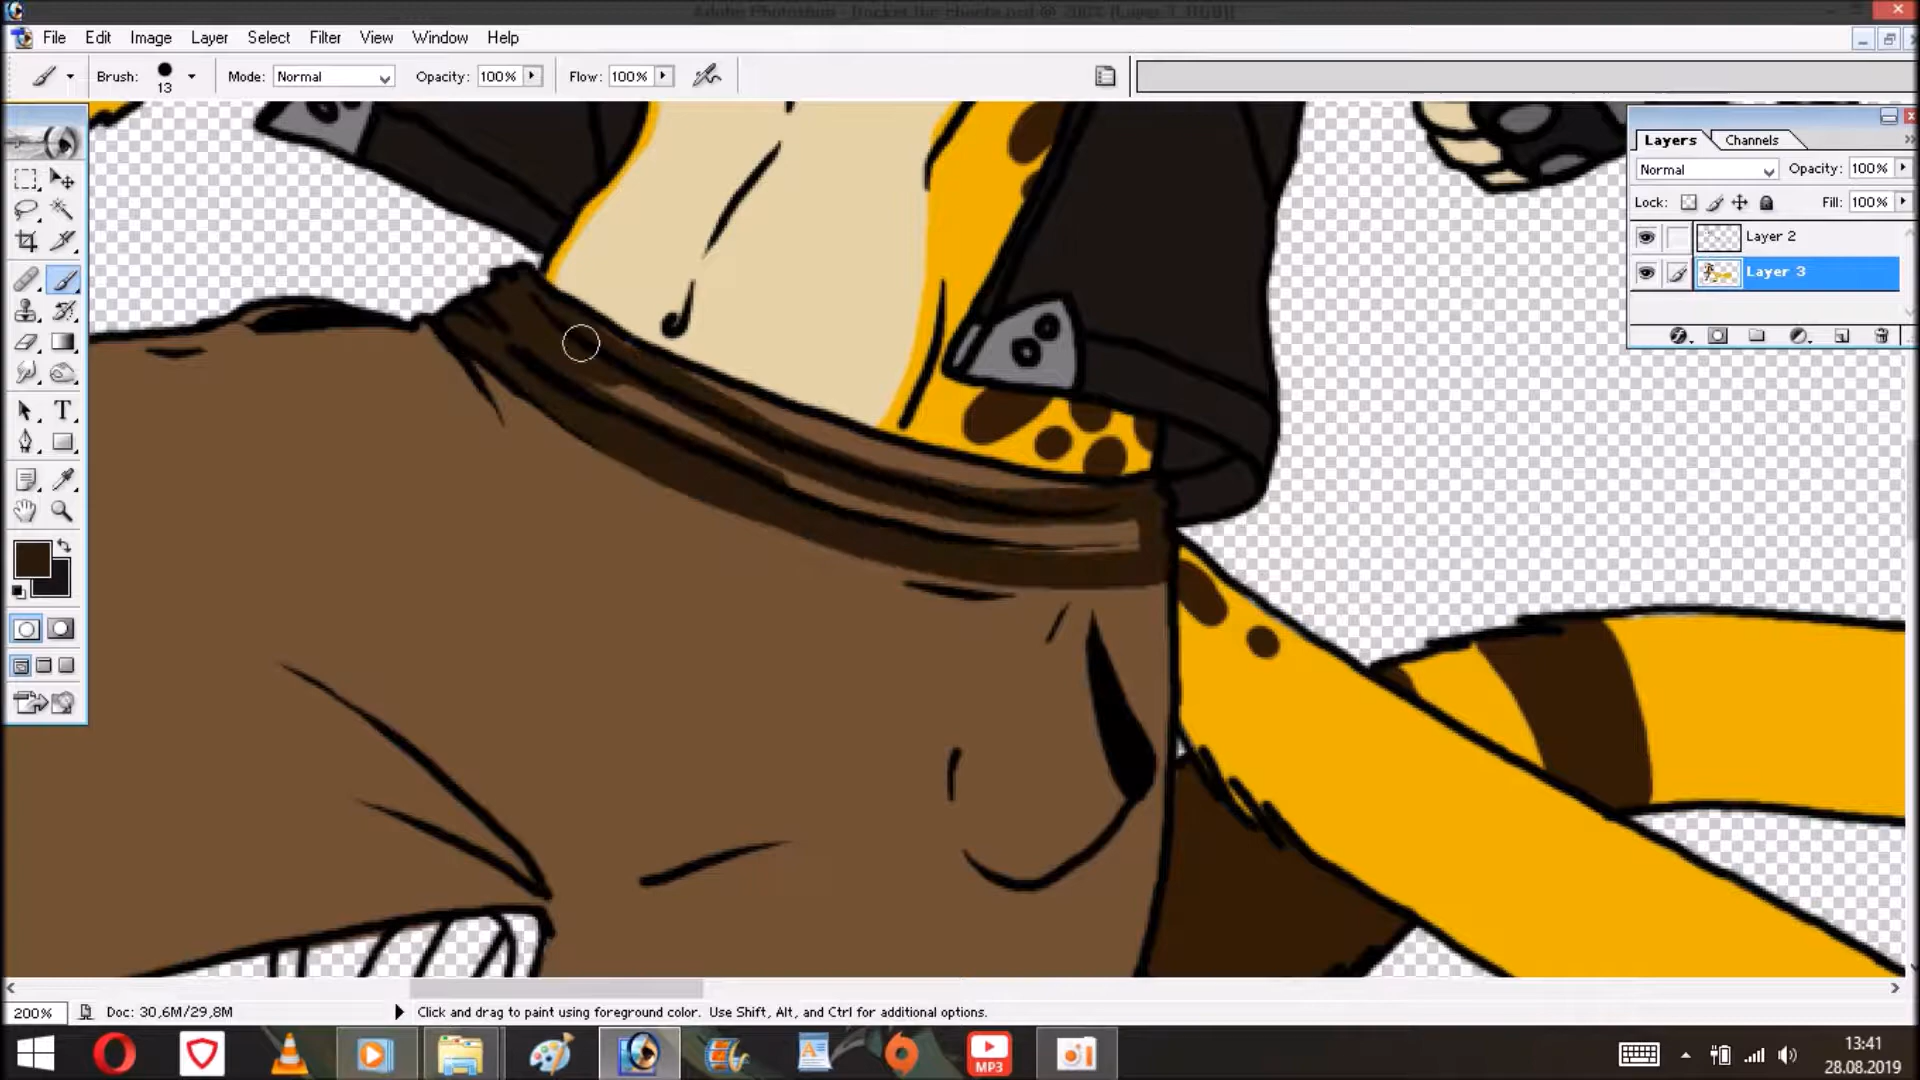 File Edit Image Layer Select Filter View Window Help
Brush: 13 Mode: Normal Opacity: 100% Flow: 100%
Layers Channels
Normal Opacity: 100%
Lock: Fill: 100%
Layer 2
Layer 3
T
200% Doc: 30,6M/29,8M Click and drag to paint using foreground color. Use Shift, Alt, and Ctrl for additional options.
A
MP3
13:41
28.08.2019